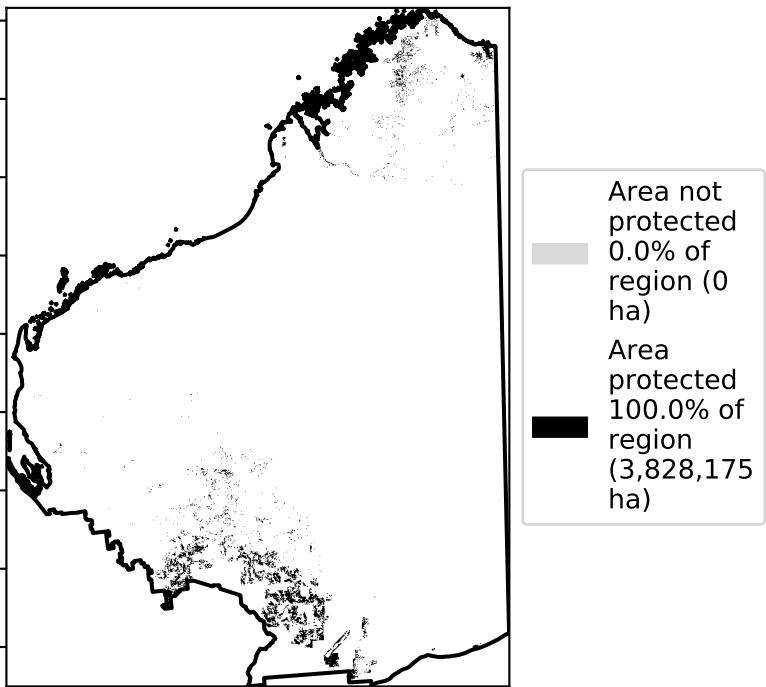 Area not
protected
0.0% of
region (0
ha)
Area
protected
100.0% of
region
(3,828,175
ha)